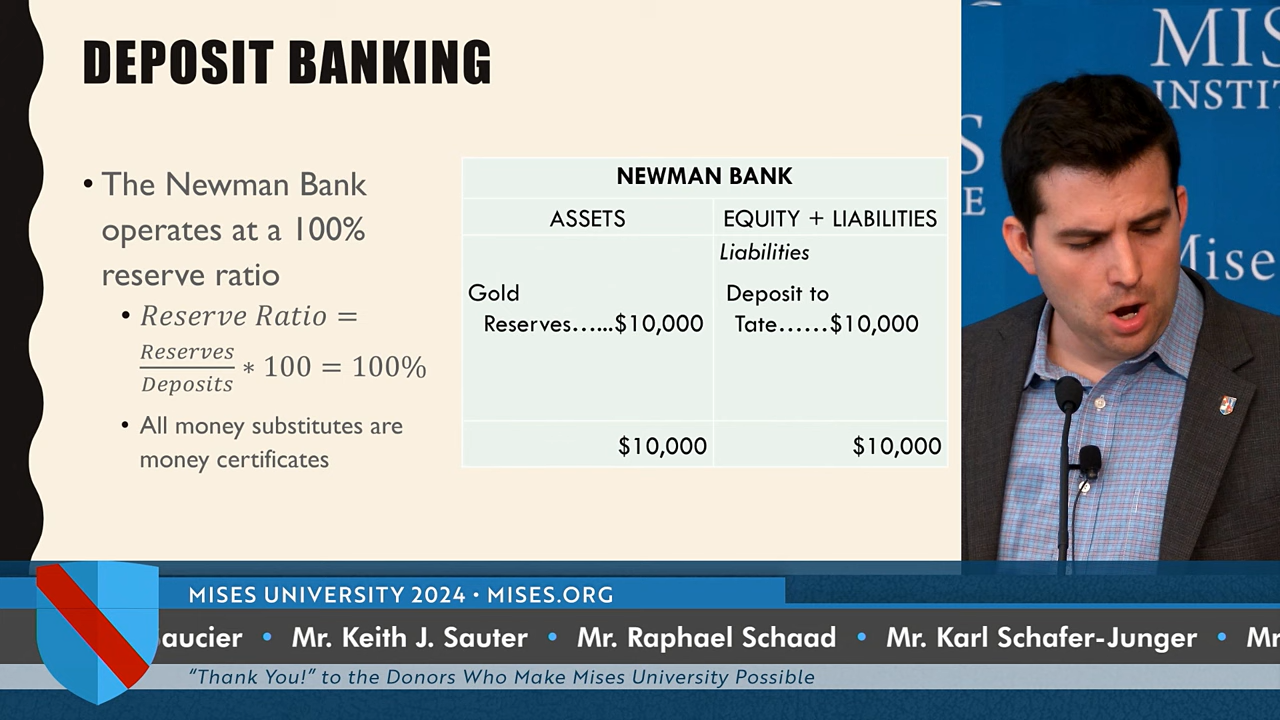 DEPOSIT BANKING
• The Newman Bank
operates at a 100%
reserve ratio
• Reserve Ratio =
Reserves
Deposits
* 100 = 100%
• All money substitutes are
money certificates
NEWMAN BANK
ASSETS
EQUITY + LIABILITIES
Liabilities
Gold
Reserves…...$10,000
Deposit to
Tate……$10,000
$10,000
$10,000
MIS
INSTIT
S
E
Mise
MISES UNIVERSITY 2024 • MISES.ORG
aucier • Mr. Keith J. Sauter • Mr. Raphael Schaad • Mr. Karl Schafer-Junger • Mr
“Thank You!” to the Donors Who Make Mises University Possible